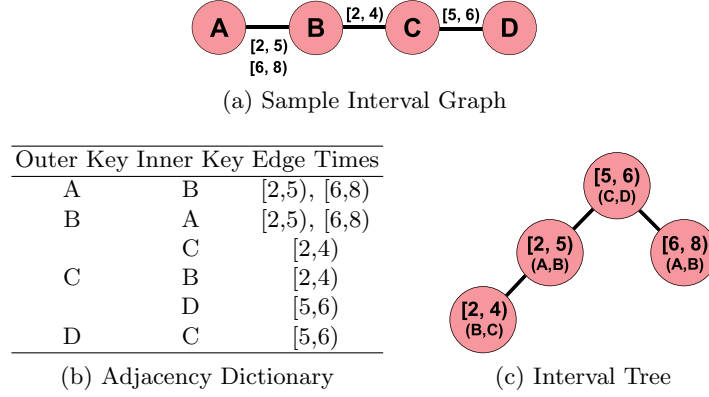 A B C D
[2, 4) [5, 6)
[2, 5)
[6, 8)
(a) Sample Interval Graph
Outer Key Inner Key Edge Times
A B [2,5), [6,8)
B A [2,5), [6,8)
C [2,4)
C B [2,4)
D [5,6)
D C [5,6)
(b) Adjacency Dictionary
[5, 6)
(C,D)
[2, 5)
(A,B)
[6, 8)
(A,B)
[2, 4)
(B,C)
(c) Interval Tree